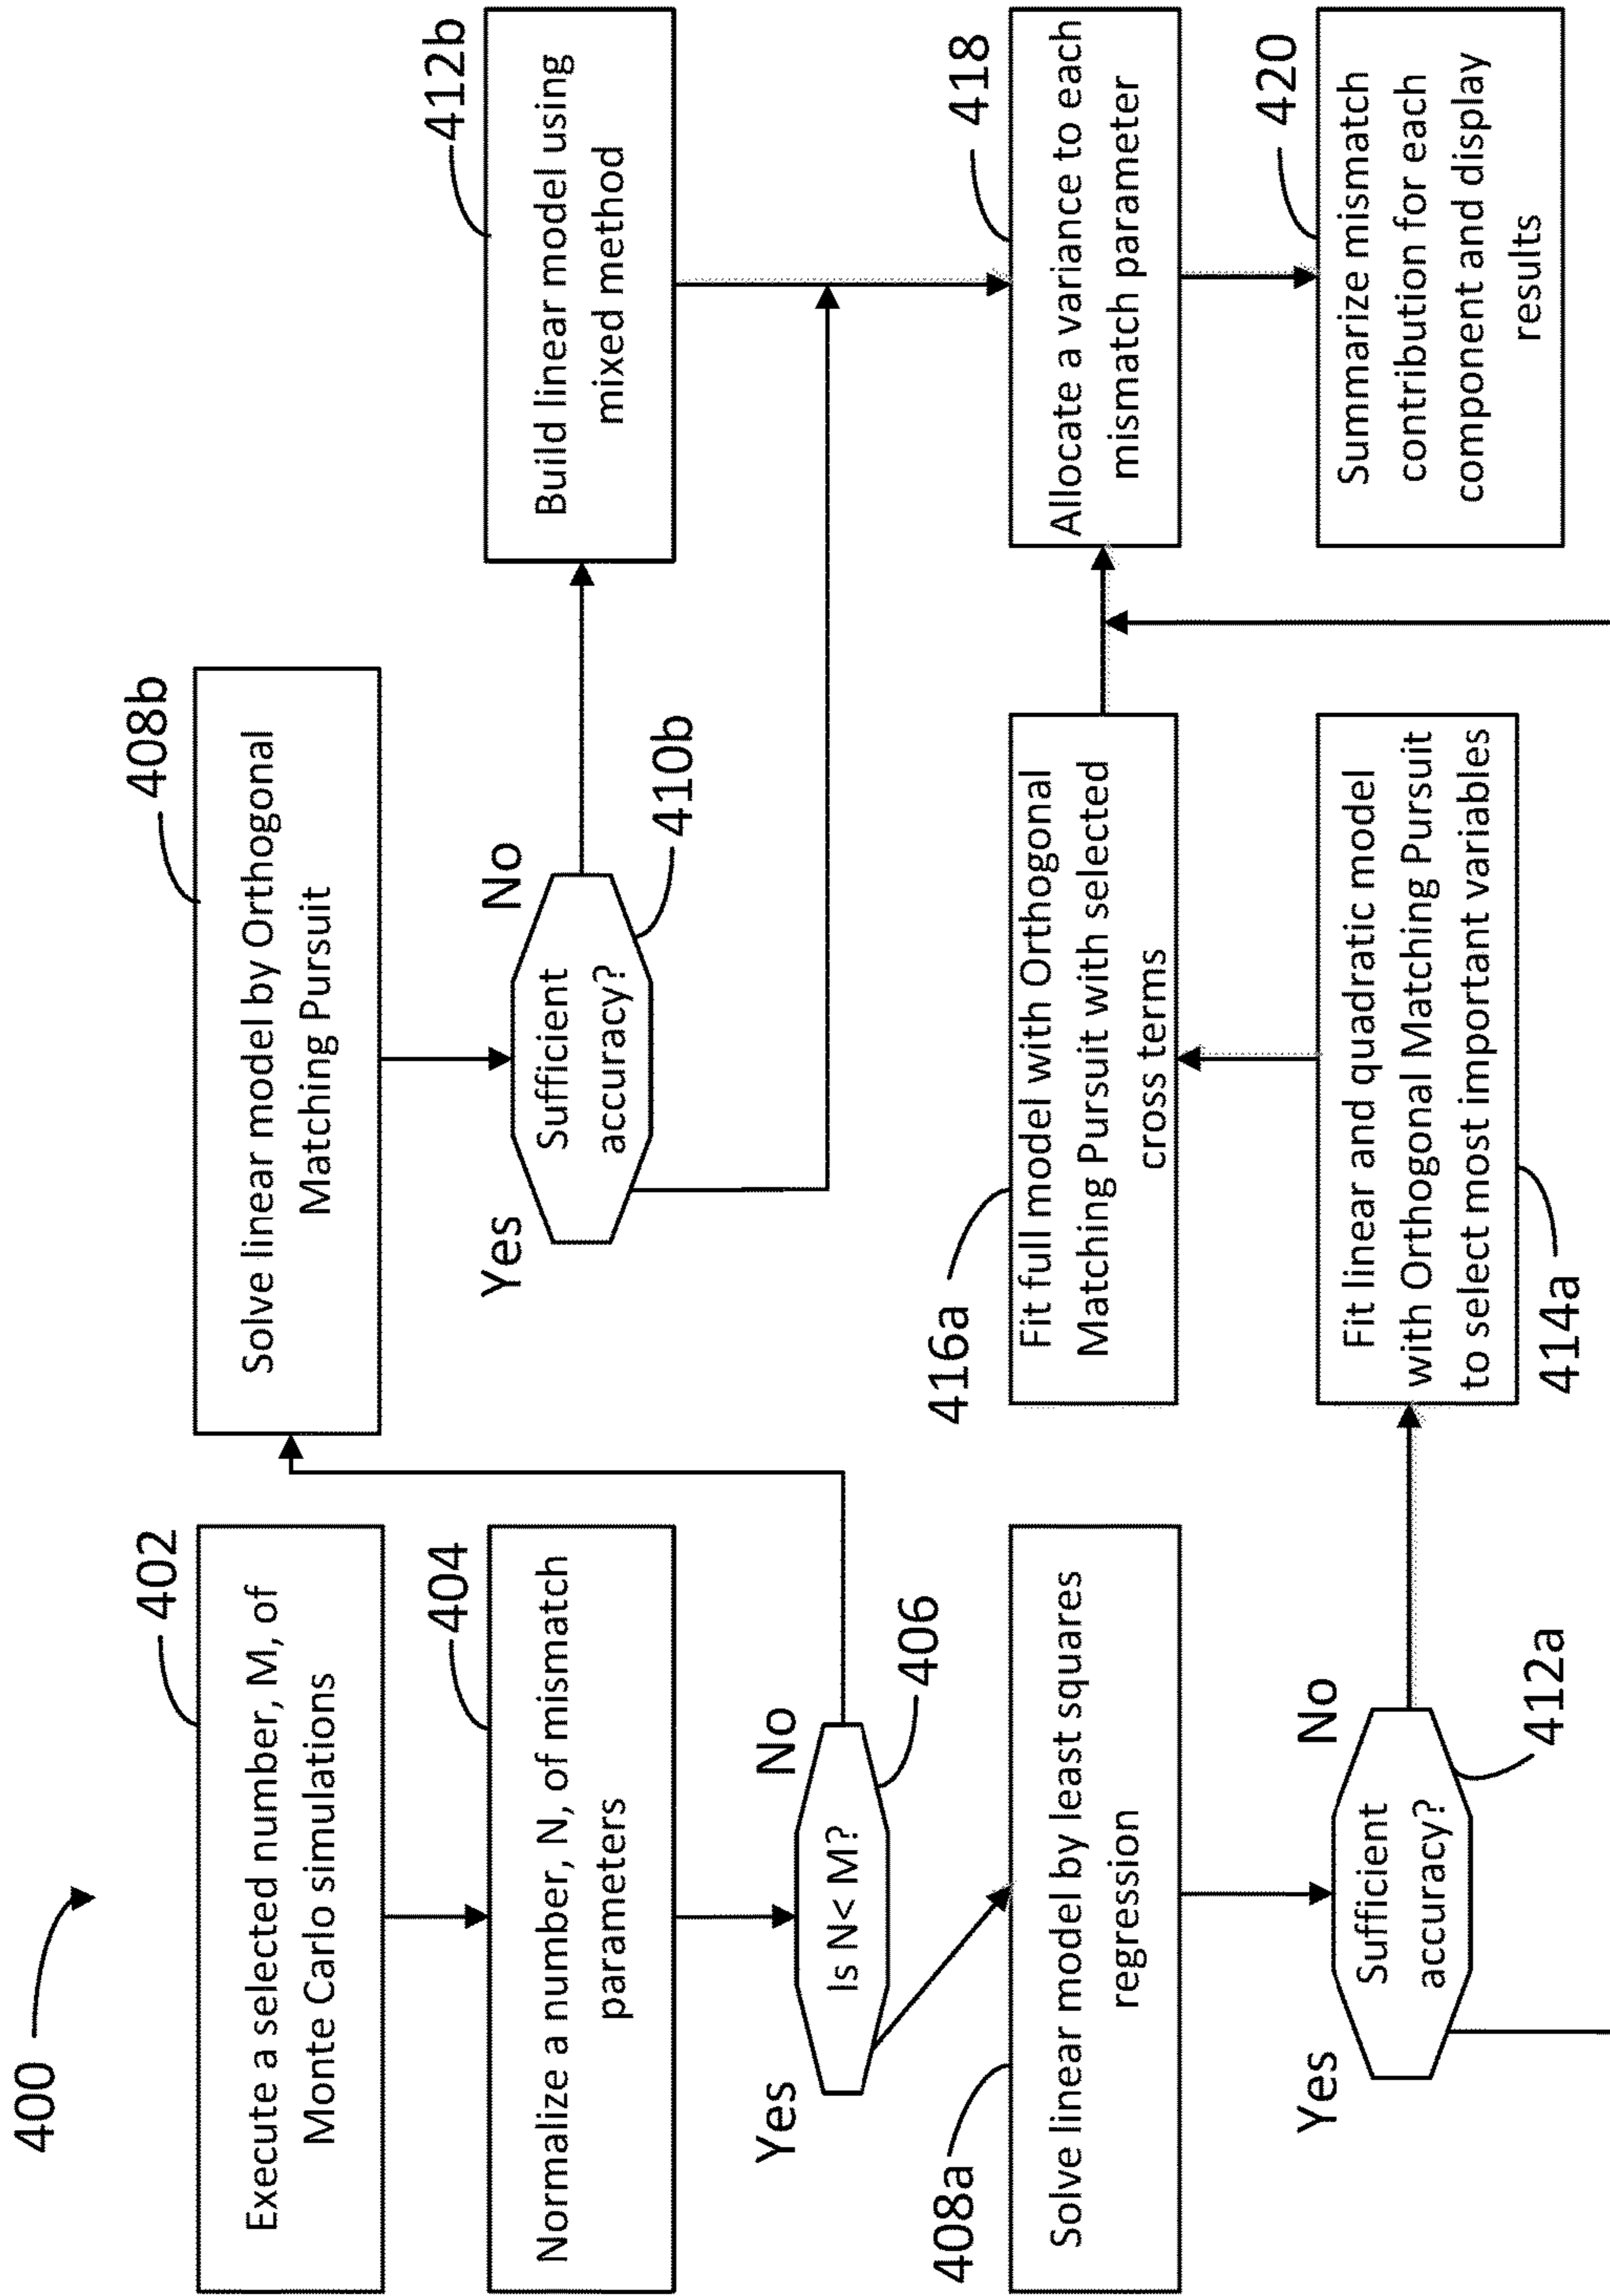 400
402
Execute a selected number, M, of
Monte Carlo simulations
404
Normalize a number, N, of mismatch
parameters
Yes
No
Is N< M?
406
408a
Solve linear model by least squares
regression
Yes
No
Sufficient
accuracy?
412a
408b
Solve linear model by Orthogonal
Matching Pursuit
Yes
No
Sufficient
accuracy?
410b
416a
Fit full model with Orthogonal
Matching Pursuit with selected
cross terms
Fit linear and quadratic model
with Orthogonal Matching Pursuit
to select most important variables
414a
412b
Build linear model using
mixed method
418
Allocate a variance to each
mismatch parameter
420
Summarize mismatch
contribution for each
component and display
results